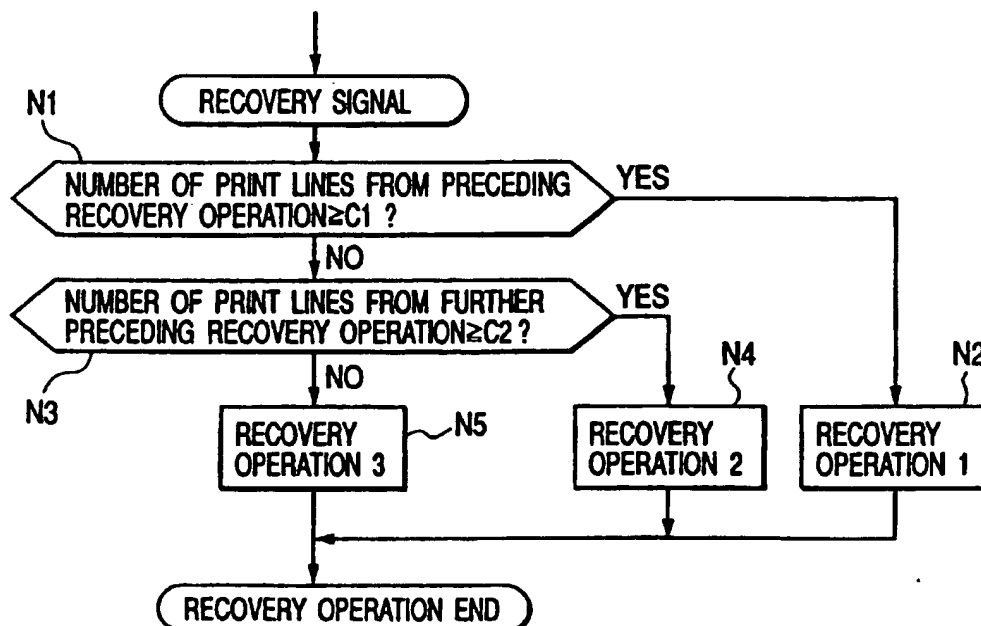 RECOVERY SIGNAL
N1
NUMBER OF PRINT LINES FROM PRECEDING
RECOVERY OPERATION≧C1 ?
YES
NO
NUMBER OF PRINT LINES FROM FURTHER
PRECEDING RECOVERY OPERATION≧C2 ?
YES
N3
NO
N4
N2
RECOVERY
OPERATION 3
N5
RECOVERY
OPERATION 2
RECOVERY
OPERATION 1
RECOVERY OPERATION END